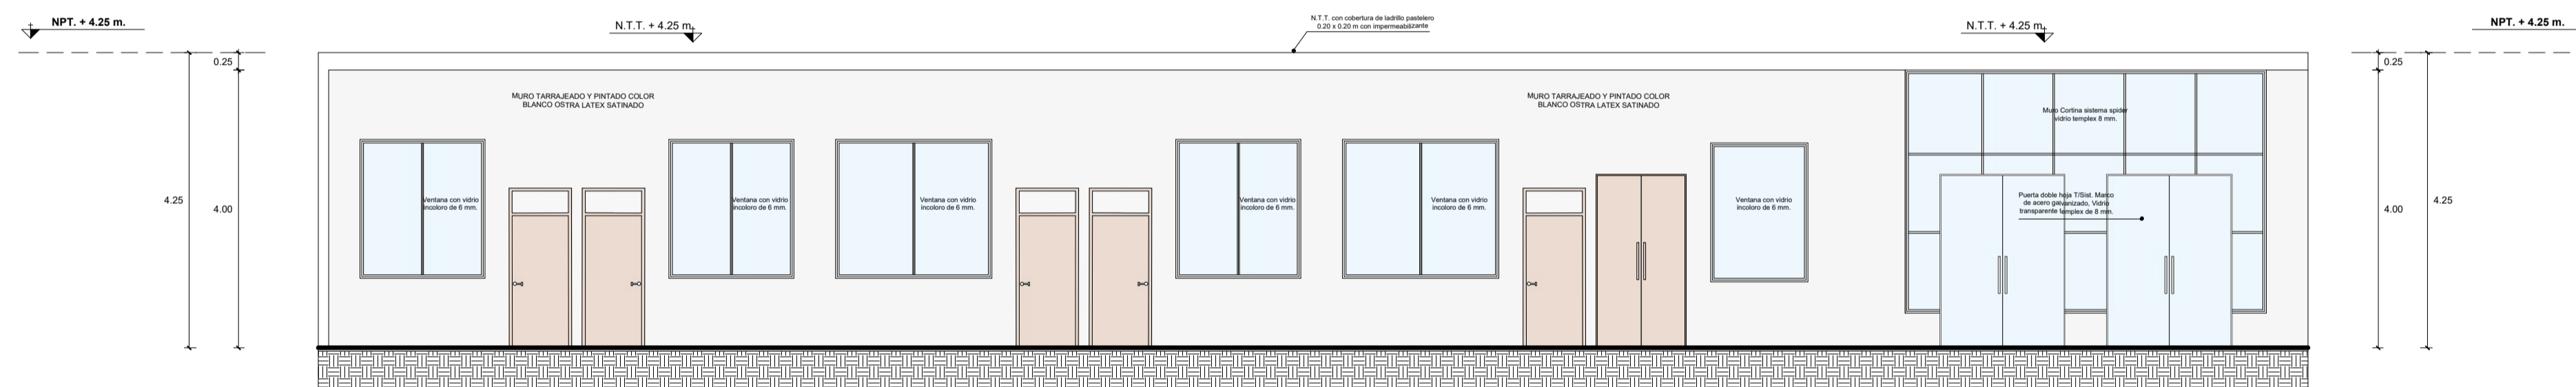 NPT. + 4.25 m.
N.T.T. + 4.25 m.
N.T.T. con cobertura de ladrillo pastelero
0.20 x 0.20 m con impermeabilizante
N.T.T. + 4.25 m.
NPT. + 4.25 m.
0.25
0.25
MURO TARRAJEADO Y PINTADO COLOR
BLANCO OSTRA LATEX SATINADO
MURO TARRAJEADO Y PINTADO COLOR
BLANCO OSTRA LATEX SATINADO
Muro Cortina sistema spider
vidrio templex 8 mm.
4.25
4.00
Ventana con vidrio
incoloro de 6 mm.
Ventana con vidrio
incoloro de 6 mm.
Ventana con vidrio
incoloro de 6 mm.
Ventana con vidrio
incoloro de 6 mm.
Ventana con vidrio
incoloro de 6 mm.
Ventana con vidrio
incoloro de 6 mm.
Puerta doble hoja T/Sist. Marco
de acero galvanizado, Vidrio
transparente templex de 8 mm.
4.00
4.25